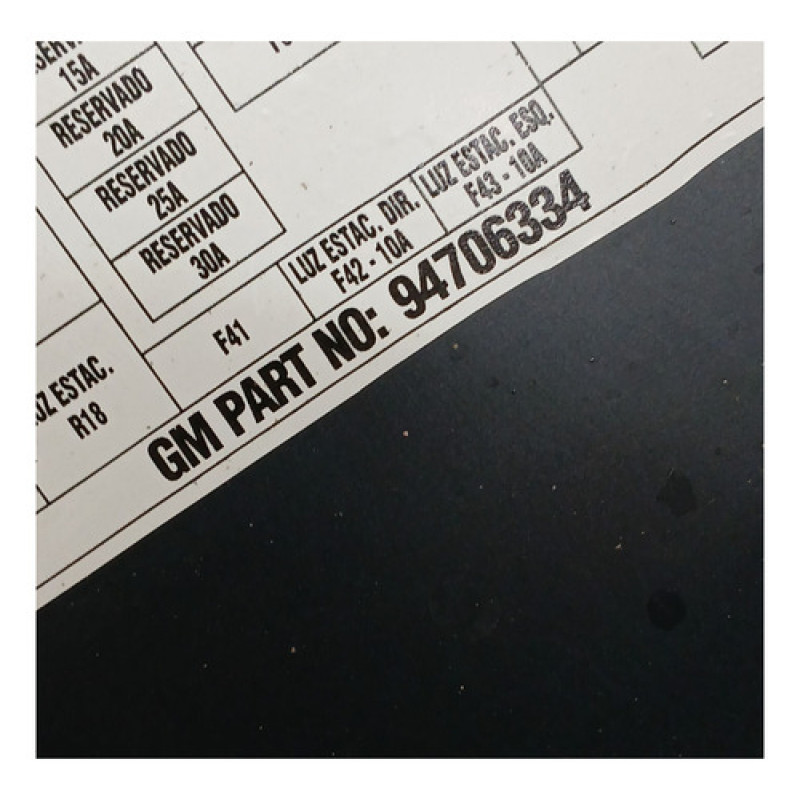 15A
RESERVADO
20A
RESERVADO
25A
RESERVADO
30A
LUZ ESTAC. ESQ.
F43 - 10A
LUZ ESTAC. DIR.
F42 - 10A
F41
ESTAC.
R18
GM PART NO: 94706334